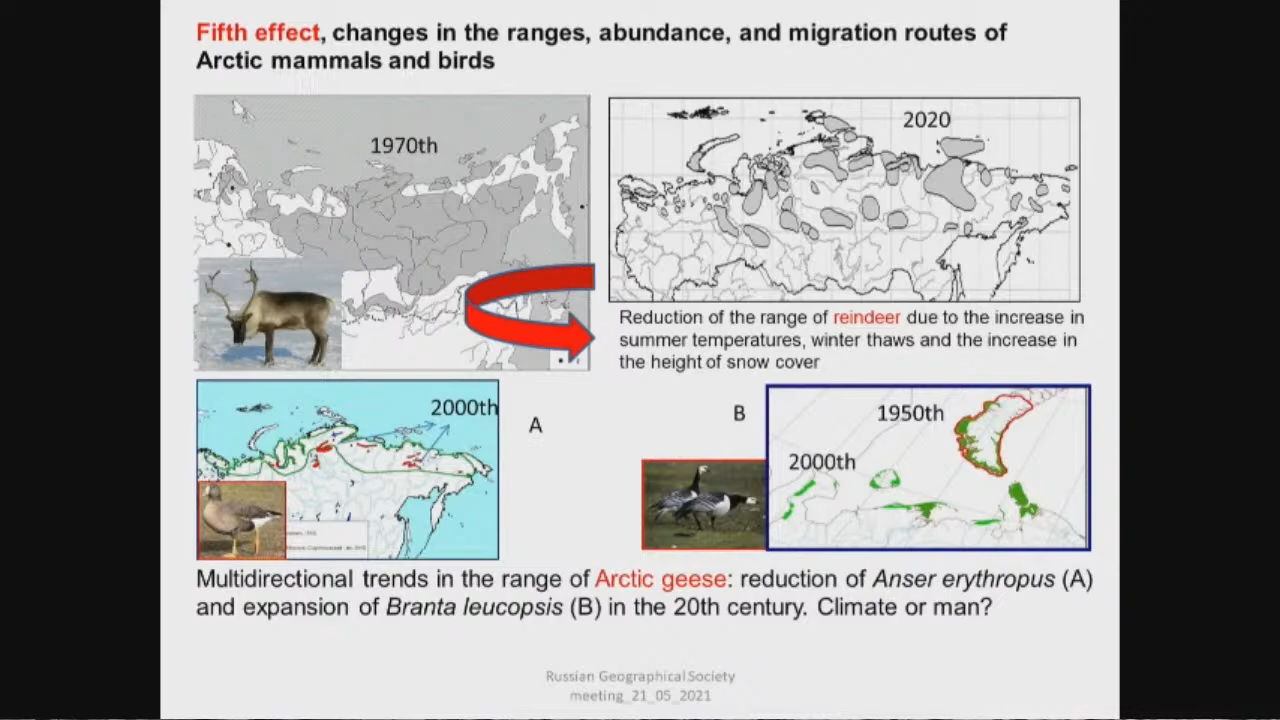 Fifth effect, changes in the ranges, abundance, and migration routes of
Arctic mammals and birds
1970th
2020
Reduction of the range of reindeer due to the increase in
summer temperatures, winter thaws and the increase in
the height of snow cover
2000th
A
B
1950th
2000th
Multidirectional trends in the range of Arctic geese: reduction of Anser erythropus (A)
and expansion of Branta leucopsis (B) in the 20th century. Climate or man?
Russian Geographical Society
meeting_21_05_2021